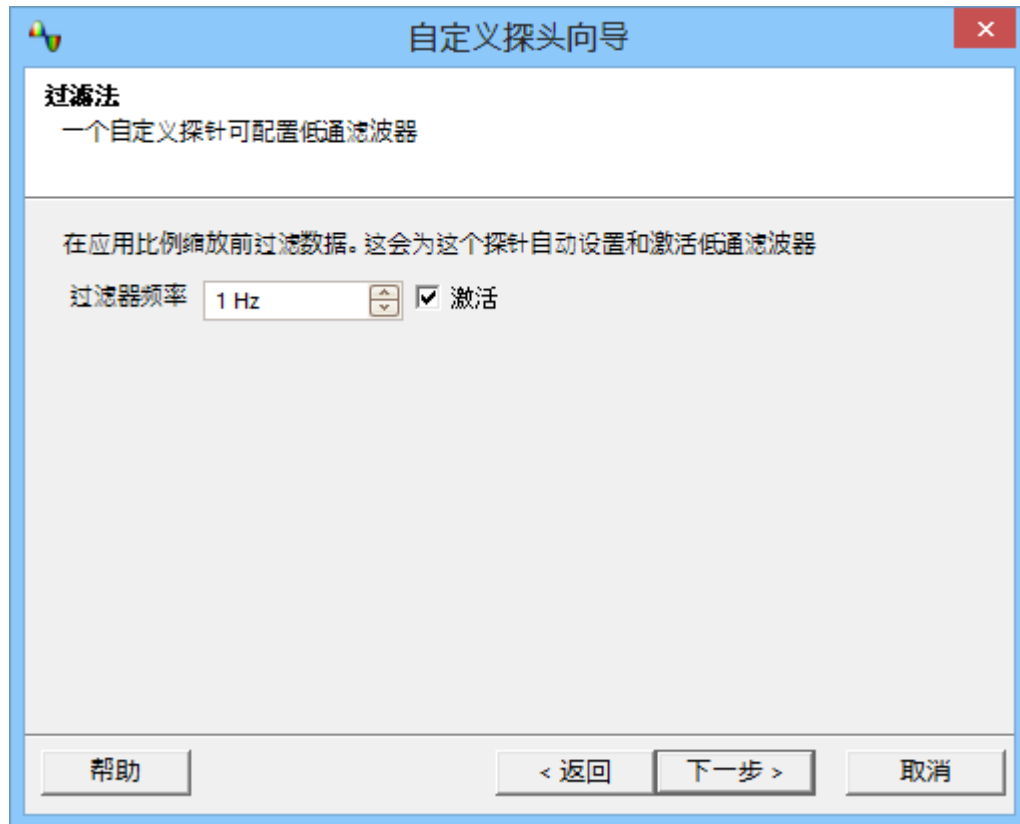 自定义探头向导
过滤法
一个自定义探针可配置低通滤波器
在应用比例缩放前过滤数据。这会为这个探针自动设置和激活低通滤波器
过滤器频率 1 Hz 激活
帮助 < 返回 下一步 > 取消